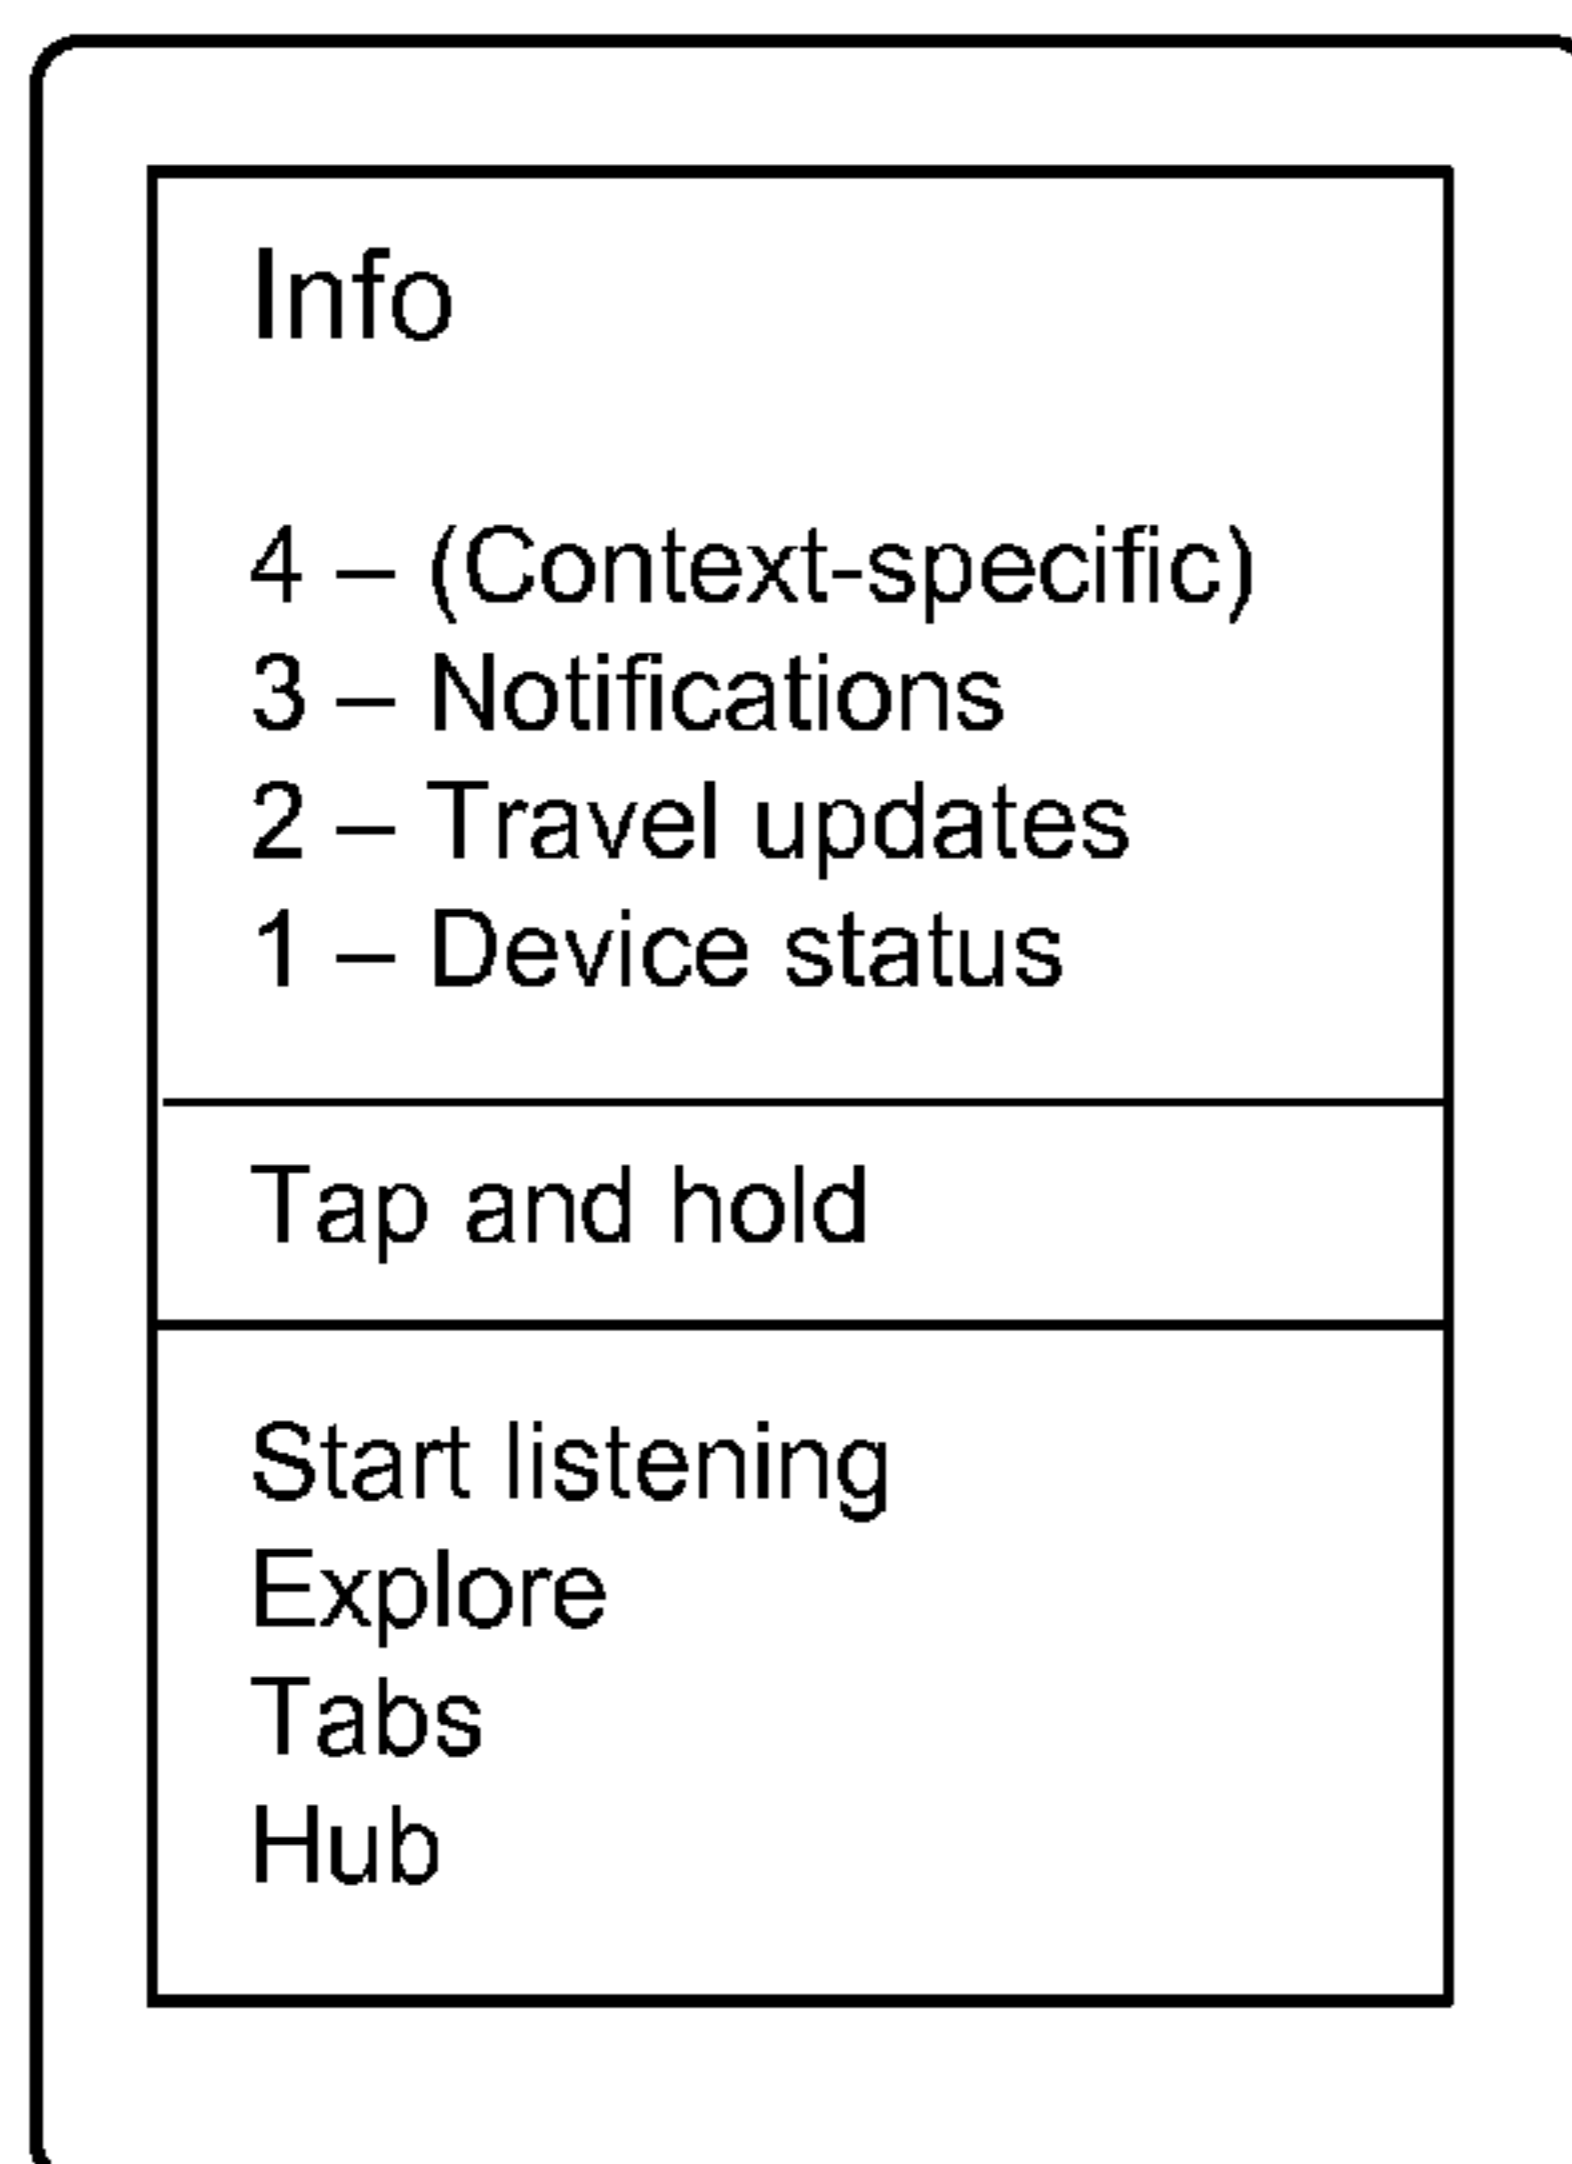 Info
4 – (Context-specific)
3 – Notifications
2 – Travel updates
1 – Device status
Tap and hold
Start listening
Explore
Tabs
Hub